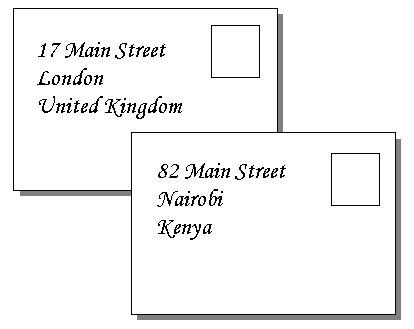 17 Main Street
London
United Kingdom
82 Main Street
Nairobi
Kenya